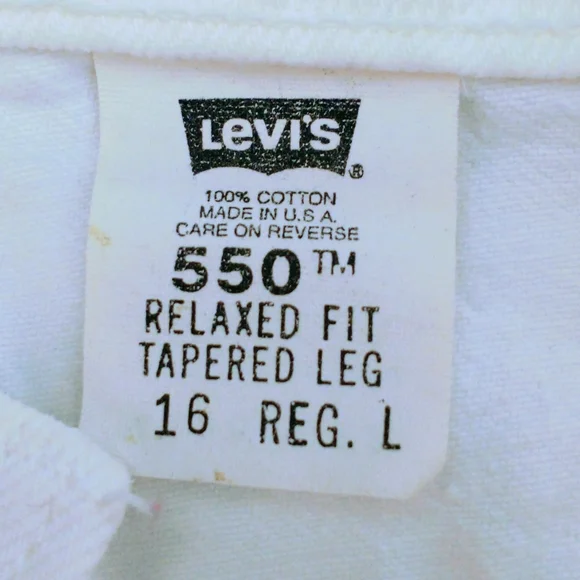 Levi's
®
100% COTTON
MADE IN U.S.A.
CARE ON REVERSE
550™
RELAXED FIT
TAPERED LEG
16 REG. L